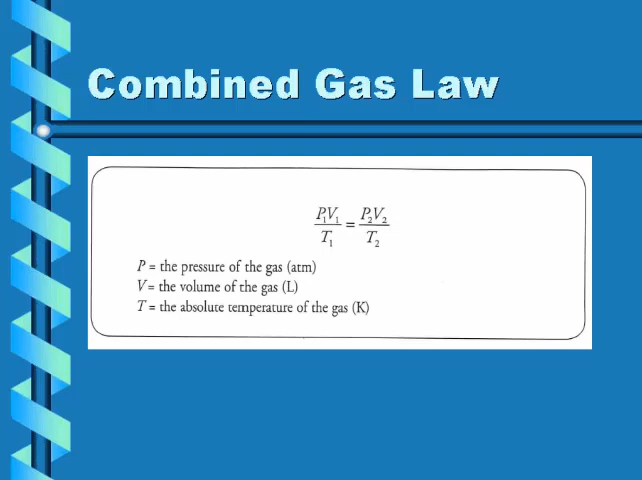 Combined Gas Law
P₁V₁/T₁ = P₂V₂/T₂
P = the pressure of the gas (atm)
V = the volume of the gas (L)
T = the absolute temperature of the gas (K)